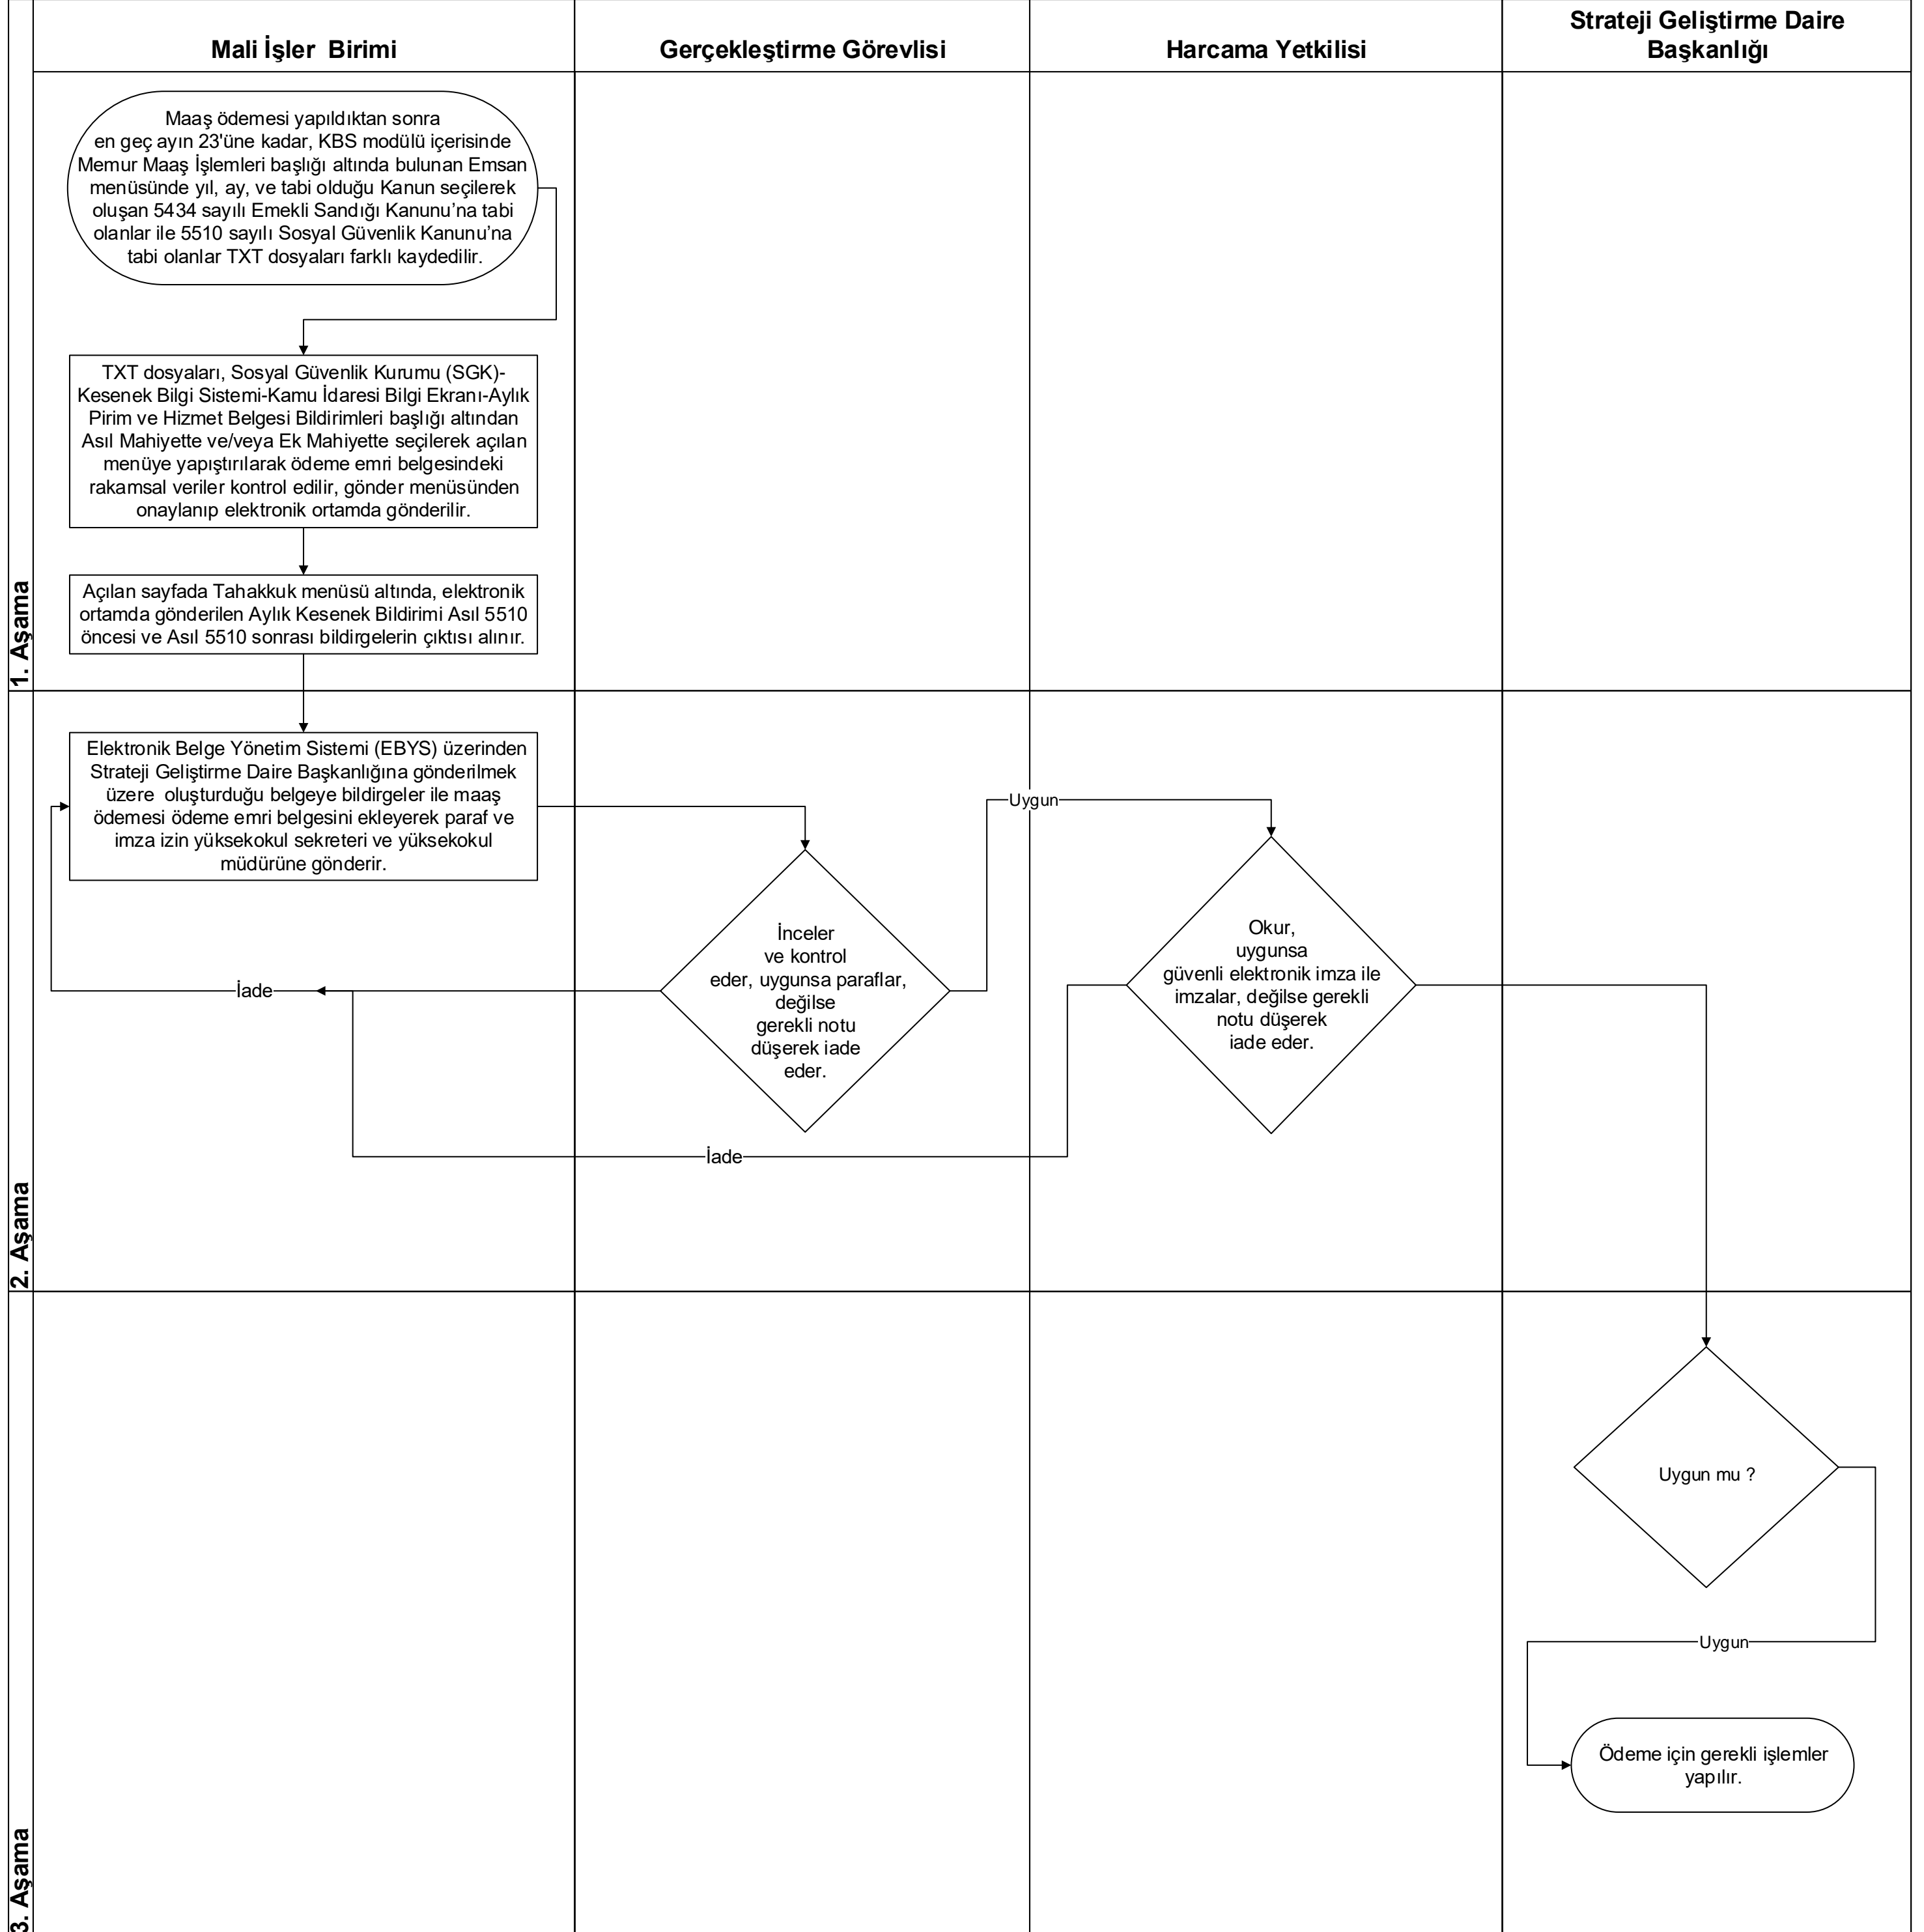 Mali İşler  Birimi
Gerçekleştirme Görevlisi
Harcama Yetkilisi
Strateji Geliştirme Daire
Başkanlığı
1. Aşama
Maaş ödemesi yapıldıktan sonra
en geç ayın 23'üne kadar, KBS modülü içerisinde
Memur Maaş İşlemleri başlığı altında bulunan Emsan
menüsünde yıl, ay, ve tabi olduğu Kanun seçilerek
oluşan 5434 sayılı Emekli Sandığı Kanunu’na tabi
olanlar ile 5510 sayılı Sosyal Güvenlik Kanunu’na
tabi olanlar TXT dosyaları farklı kaydedilir.
TXT dosyaları, Sosyal Güvenlik Kurumu (SGK)-
Kesenek Bilgi Sistemi-Kamu İdaresi Bilgi Ekranı-Aylık
Pirim ve Hizmet Belgesi Bildirimleri başlığı altından
Asıl Mahiyette ve/veya Ek Mahiyette seçilerek açılan
menüye yapıştırılarak ödeme emri belgesindeki
rakamsal veriler kontrol edilir, gönder menüsünden
onaylanıp elektronik ortamda gönderilir.
Açılan sayfada Tahakkuk menüsü altında, elektronik
ortamda gönderilen Aylık Kesenek Bildirimi Asıl 5510
öncesi ve Asıl 5510 sonrası bildirgelerin çıktısı alınır.
2. Aşama
Elektronik Belge Yönetim Sistemi (EBYS) üzerinden
Strateji Geliştirme Daire Başkanlığına gönderilmek
üzere  oluşturduğu belgeye bildirgeler ile maaş
ödemesi ödeme emri belgesini ekleyerek paraf ve
imza izin yüksekokul sekreteri ve yüksekokul
müdürüne gönderir.
İade
İnceler
ve kontrol
eder, uygunsa paraflar,
değilse
gerekli notu
düşerek iade
eder.
Uygun
Okur,
uygunsa
güvenli elektronik imza ile
imzalar, değilse gerekli
notu düşerek
iade eder.
İade
3. Aşama
Uygun mu ?
Uygun
Ödeme için gerekli işlemler
yapılır.